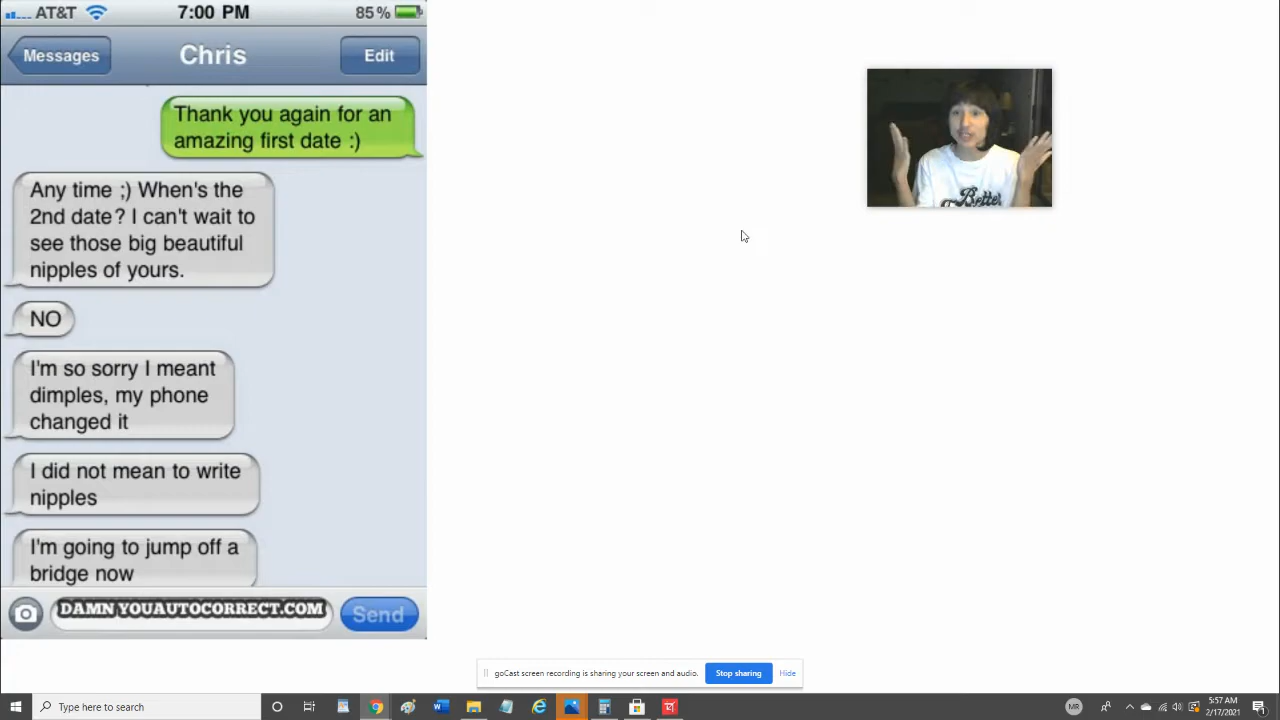 AT&T
7:00 PM
85%
Messages
Chris
Edit
Thank you again for an
amazing first date :)
Any time ;) When's the
2nd date? I can't wait to
see those big beautiful
nipples of yours.
NO
I'm so sorry I meant
dimples, my phone
changed it
I did not mean to write
nipples
I'm going to jump off a
bridge now
DAMN.YOUAUTOCORRECT.COM
Send
Better
goCast screen recording is sharing your screen and audio.
Stop sharing
Hide
Type here to search
MR
5:57 AM
2/17/2021